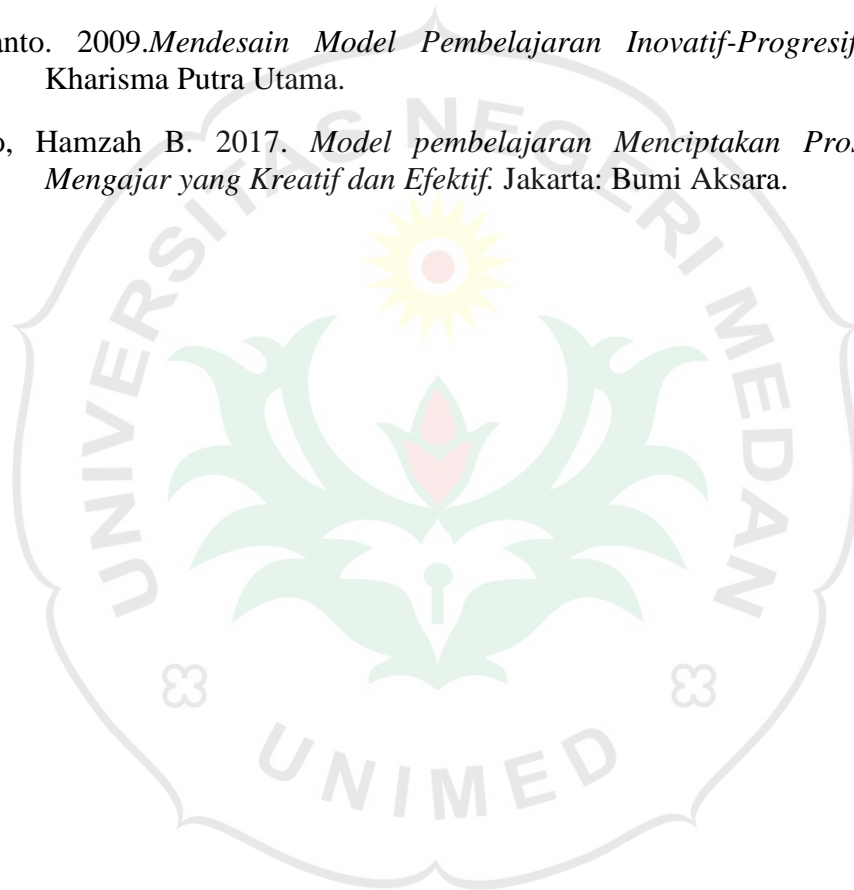 anto. 2009.Mendesain Model Pembelajaran Inovatif-Progresif
Kharisma Putra Utama.
o, Hamzah B. 2017. Model pembelajaran Menciptakan Pros
Mengajar yang Kreatif dan Efektif. Jakarta: Bumi Aksara.
UNIVERSITAS NEGERI MEDAN
UNIMED